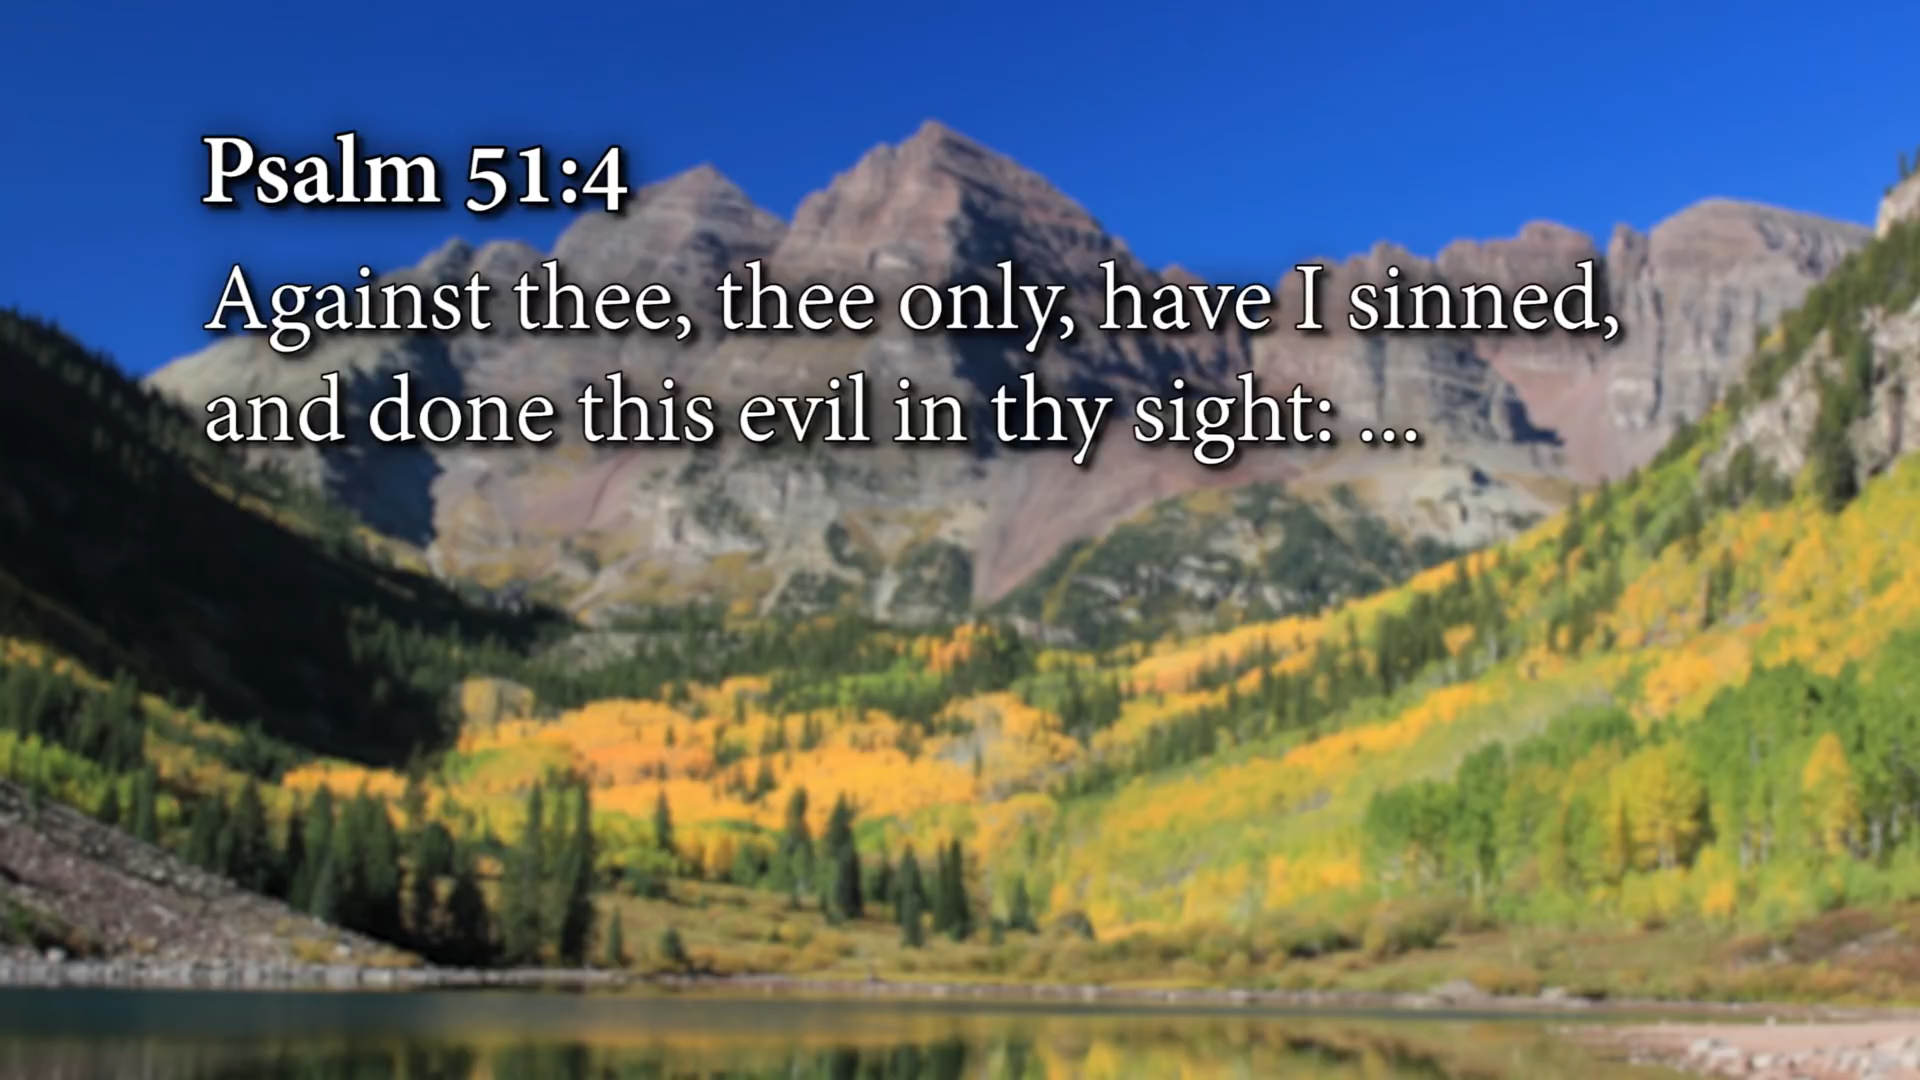 Psalm 51:4
Against thee, thee only, have I sinned,
and done this evil in thy sight: ...